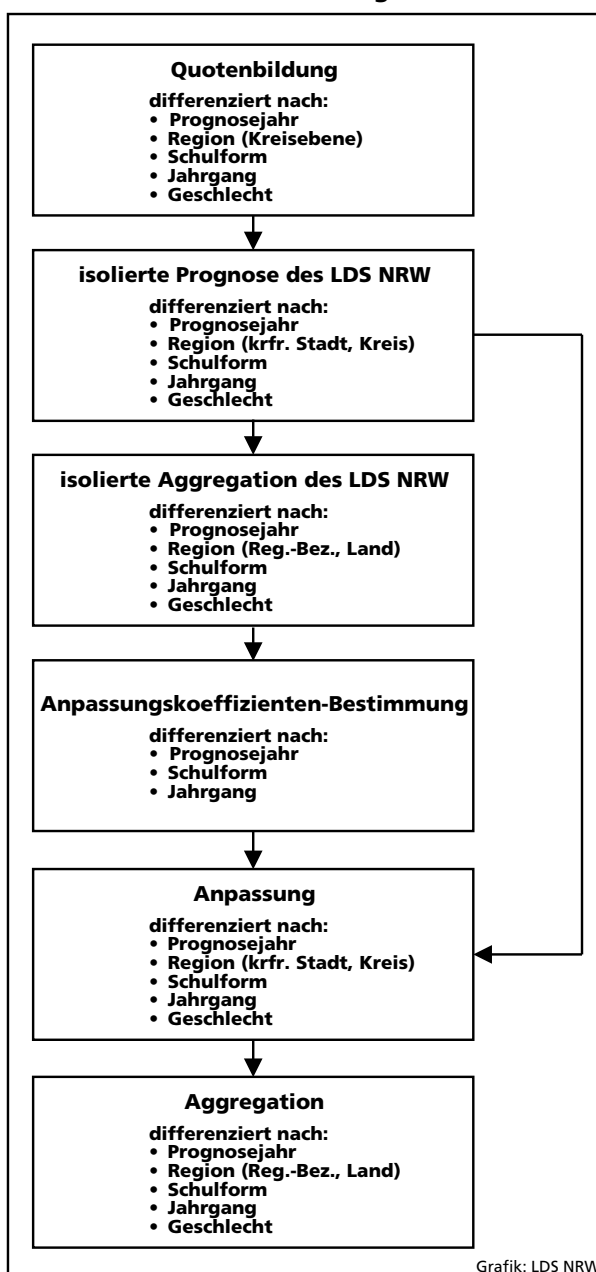 Quotenbildung
differenziert nach:
• Prognosejahr
• Region (Kreisebene)
• Schulform
• Jahrgang
• Geschlecht
isolierte Prognose des LDS NRW
differenziert nach:
• Prognosejahr
• Region (krfr. Stadt, Kreis)
• Schulform
• Jahrgang
• Geschlecht
isolierte Aggregation des LDS NRW
differenziert nach:
• Prognosejahr
• Region (Reg.-Bez., Land)
• Schulform
• Jahrgang
• Geschlecht
Anpassungskoeffizienten-Bestimmung
differenziert nach:
• Prognosejahr
• Schulform
• Jahrgang
Anpassung
differenziert nach:
• Prognosejahr
• Region (krfr. Stadt, Kreis)
• Schulform
• Jahrgang
• Geschlecht
Aggregation
differenziert nach:
• Prognosejahr
• Region (Reg.-Bez., Land)
• Schulform
• Jahrgang
• Geschlecht
Grafik: LDS NRW